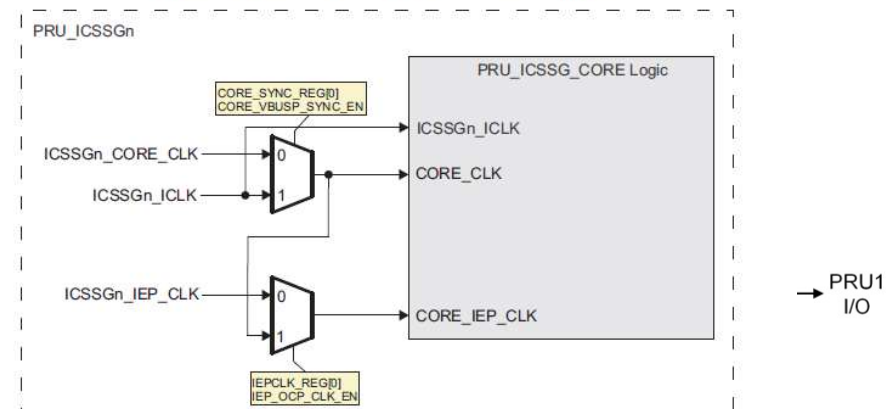 PRU_ICSSGn
PRU_ICSSG_CORE Logic
CORE_SYNC_REG[0]
CORE_VBUSP_SYNC_EN
ICSSGn_ICLK
ICSSGn_CORE_CLK
0
CORE_CLK
ICSSGn_ICLK
1
ICSSGn_IEP_CLK
0
CORE_IEP_CLK
1
IEPCLK_REG[0]
IEP_OCP_CLK_EN
PRU1
I/O